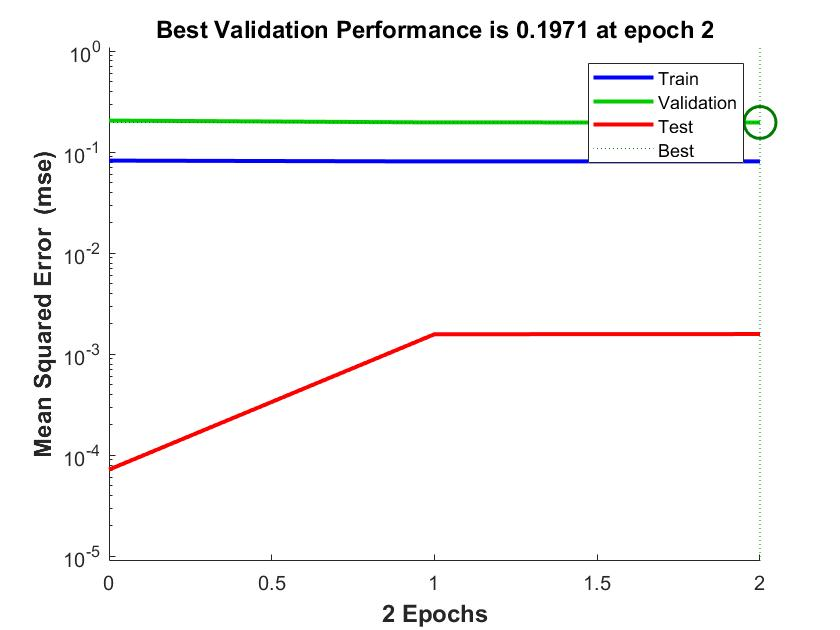 Best Validation Performance is 0.1971 at epoch 2
10^0
10^-1
10^-2
10^-3
10^-4
10^-5
Mean Squared Error (mse)
Train
Validation
Test
Best
0 0.5 1 1.5 2
2 Epochs